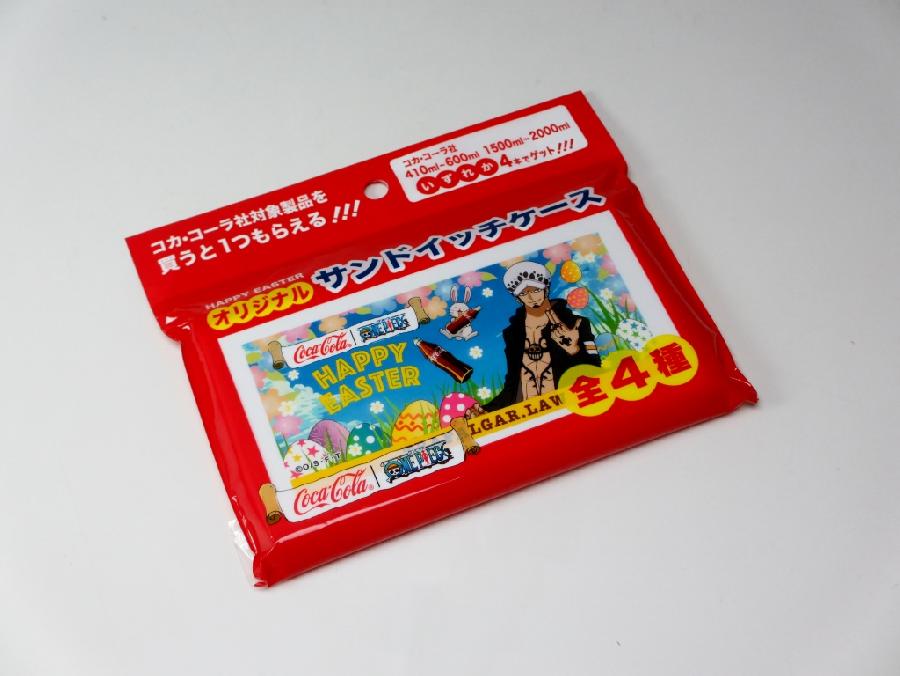 コカ・コーラ社対象製品を
買うと1つもらえる!!!
コカ・コーラ社
410ml~600ml 1500ml~2000ml
いずれか4本でゲット!!!
HAPPY EASTER
オリジナル サンドイッチケース
Coca-Cola ONE PIECE
HAPPY
EASTER
LGAR.LAW
全4種
Coca-Cola ONE PIECE